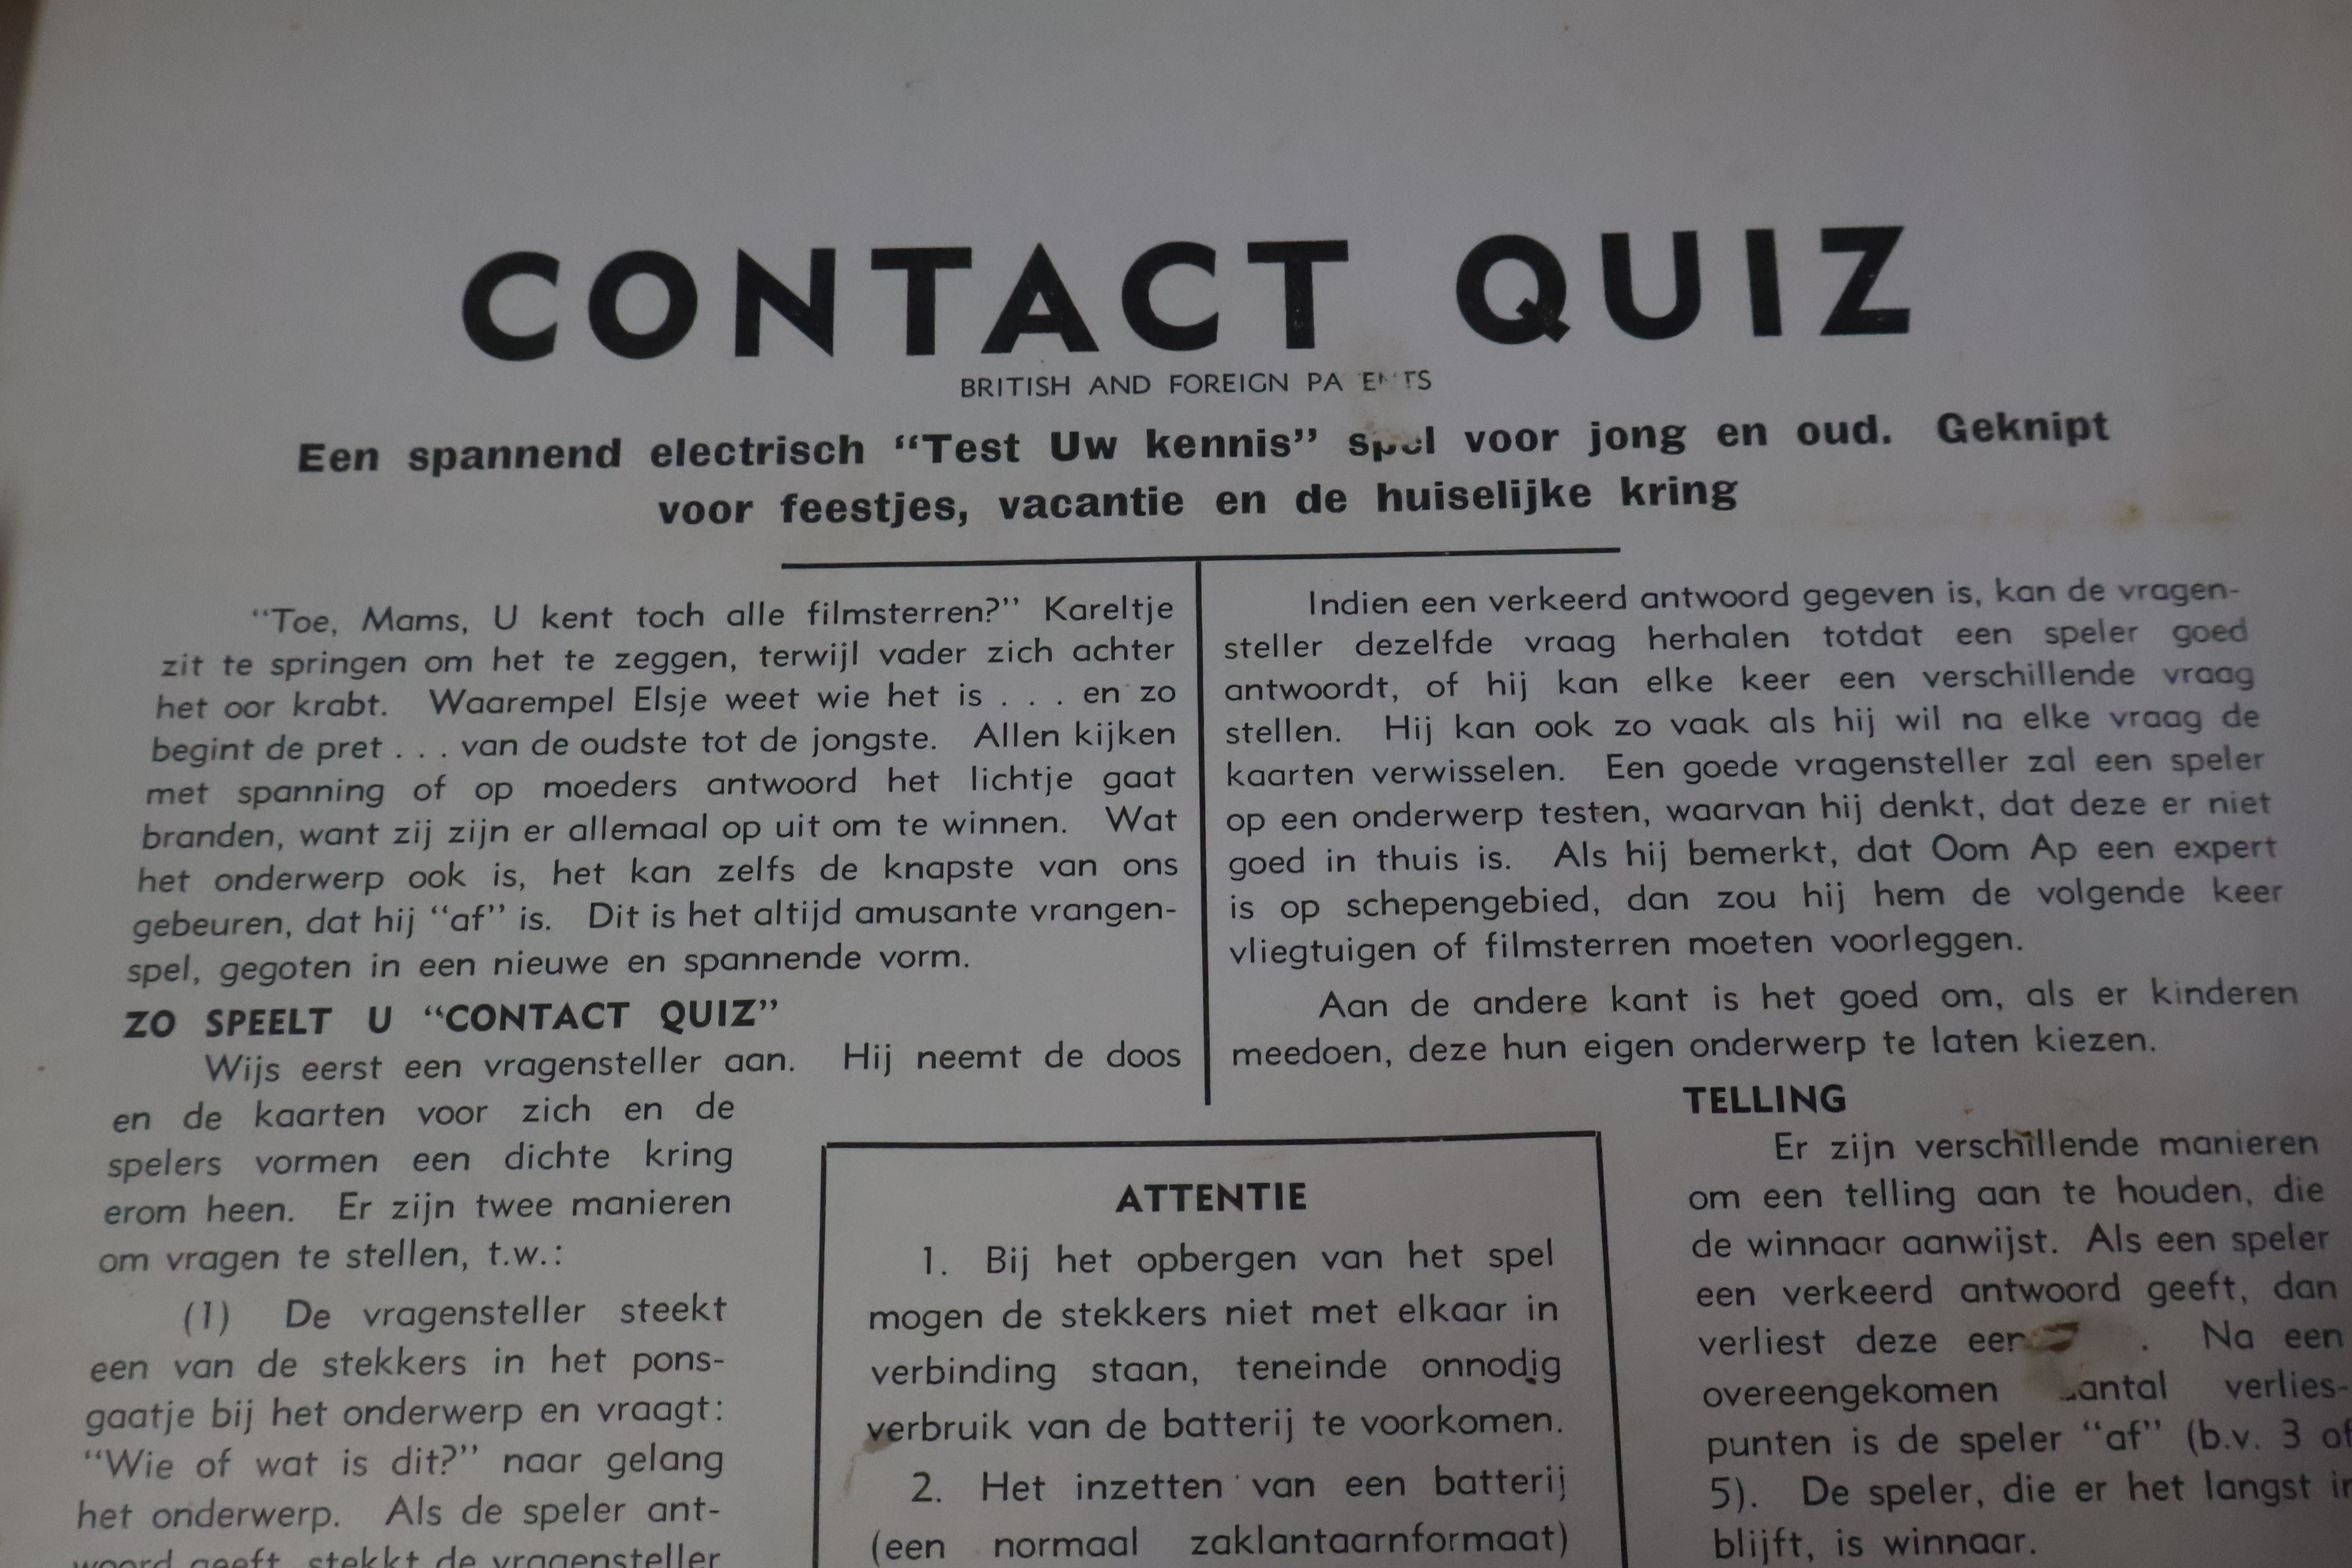 CONTACT QUIZ
BRITISH AND FOREIGN
Een spannend electrisch “Test Uw kennis” voor jong en oud. Geknipt
voor feestjes, vacantie en de huiselijke kring
“Toe, Mams, U kent toch alle filmsterren?” Kareltje
zit te springen om het te zeggen, terwijl vader zich achter
het oor krabt. Waarempel Elsje weet wie het is . . . en zo
begint de pret . . . van de oudste tot de jongste. Allen kijken
met spanning of op moeders antwoord het lichtje gaat
branden, want zij zijn er allemaal op uit om te winnen. Wat
het onderwerp ook is, het kan zelfs de knapste van ons
gebeuren, dat hij “af” is. Dit is het altijd amusante vrangen-
spel, gegoten in een nieuwe en spannende vorm.
ZO SPEELT U “CONTACT QUIZ”
Wijs eerst een vragensteller aan. Hij neemt de doos
en de kaarten voor zich en de
spelers vormen een dichte kring
erom heen. Er zijn twee manieren
om vragen te stellen, t.w.:
(1) De vragensteller steekt
een van de stekkers in het pons-
gaatje bij het onderwerp en vraagt:
“Wie of wat is dit?” naar gelang
het onderwerp. Als de speler ant-
woord geeft, stekkt de vragensteller
Indien een verkeerd antwoord gegeven is, kan de vragen-
steller dezelfde vraag herhalen totdat een speler goed
antwoordt, of hij kan elke keer een verschillende vraag
stellen. Hij kan ook zo vaak als hij wil na elke vraag de
kaarten verwisselen. Een goede vragensteller zal een speler
op een onderwerp testen, waarvan hij denkt, dat deze er niet
goed in thuis is. Als hij bemerkt, dat Oom Ap een expert
is op schepengebied, dan zou hij hem de volgende keer
vliegtuigen of filmsterren moeten voorleggen.
Aan de andere kant is het goed om, als er kinderen
meedoen, deze hun eigen onderwerp te laten kiezen.
ATTENTIE
1. Bij het opbergen van het spel
mogen de stekkers niet met elkaar in
verbinding staan, teneinde onnodig
verbruik van de batterij te voorkomen.
2. Het inzetten van een batterij
(een normaal zaklantaarnformaat)
TELLING
Er zijn verschillende manieren
om een telling aan te houden, die
de winnaar aanwijst. Als een speler
een verkeerd antwoord geeft, dan
verliest deze . Na een
overeengekomen verlies-
punten is de speler “af” (b.v. 3 of
5). De speler, die er het langst in
blijft, is winnaar.